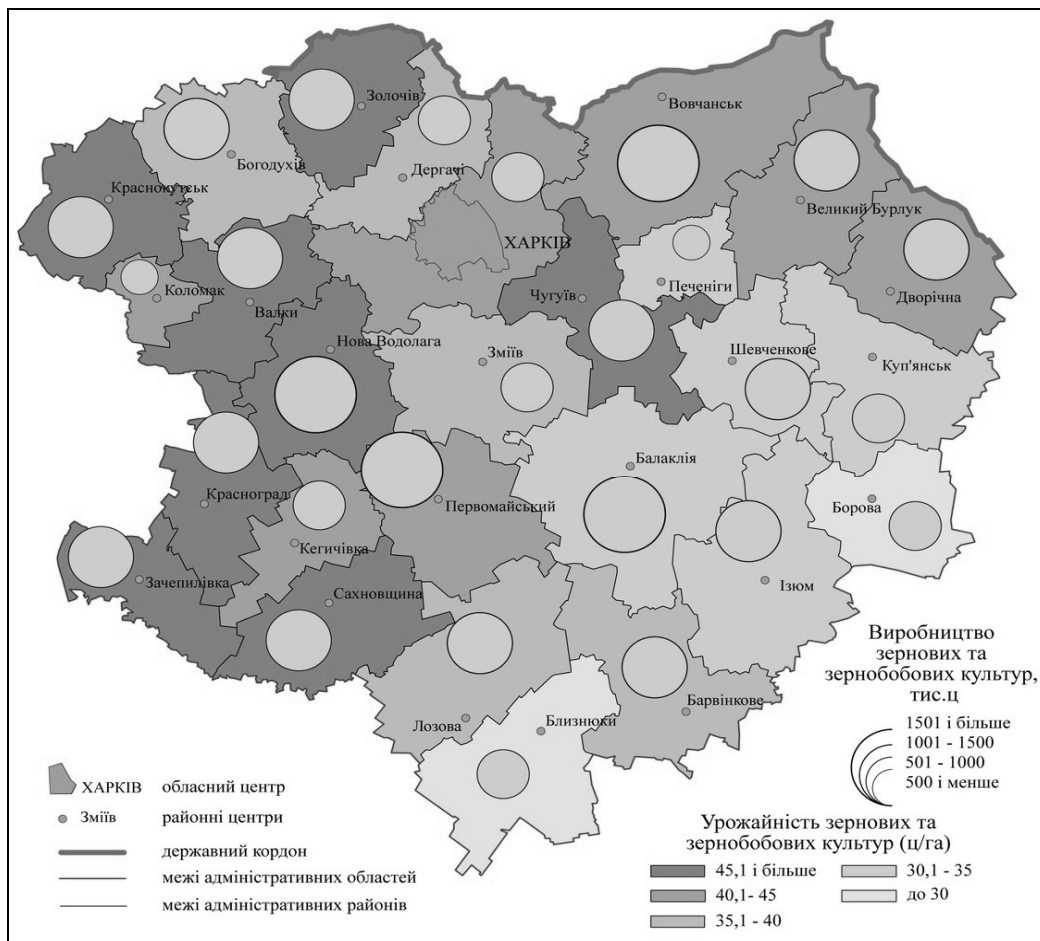 Золочів
Вовчанськ
Богодухів
Дергачі
Краснокутськ
Великий Бурлук
ХАРКІВ
Печеніги
Коломак
Валки
Чугуїв
Дворічна
Нова Водолага
Зміїв
Шевченкове
Куп'янськ
Балаклія
Красноград
Первомайський
Борова
Кегичівка
Зачепилівка
Ізюм
Сахновщина
Лозова
Близнюки
Барвінкове
Виробництво
зернових та
зернобобових культур,
тис.ц
1501 і більше
1001 - 1500
501 - 1000
500 і менше
ХАРКІВ обласний центр
Зміїв районні центри
державний кордон
межі адміністративних областей
межі адміністративних районів
Урожайність зернових та
зернобобових культур (ц/га)
45,1 і більше 30,1 - 35
40,1- 45 до 30
35,1 - 40